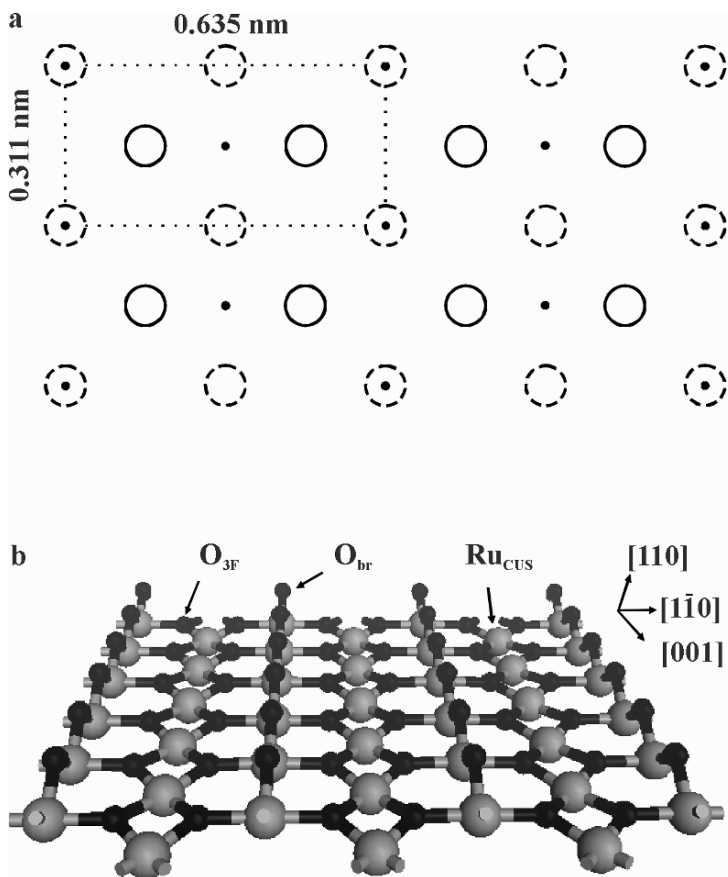 a
0.635 nm
0.311 nm
b
O3F
Obr
RuCUS
[110]
[11̄0]
[001]